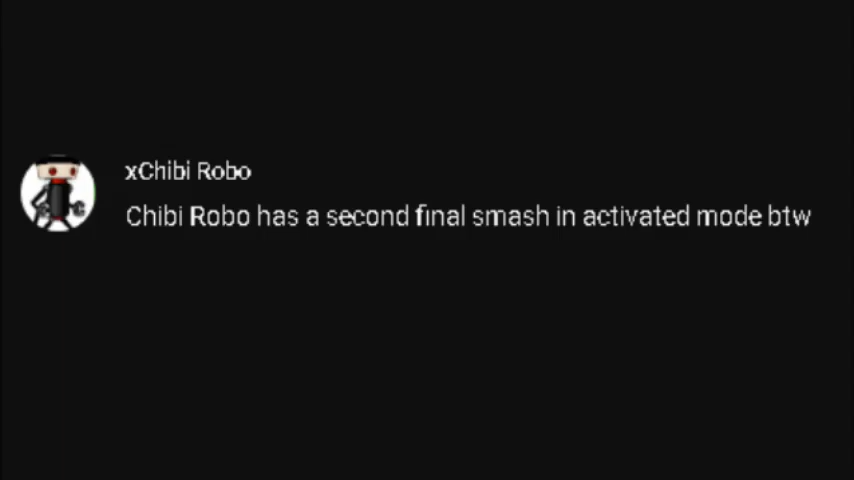 xChibi Robo
Chibi Robo has a second final smash in activated mode btw